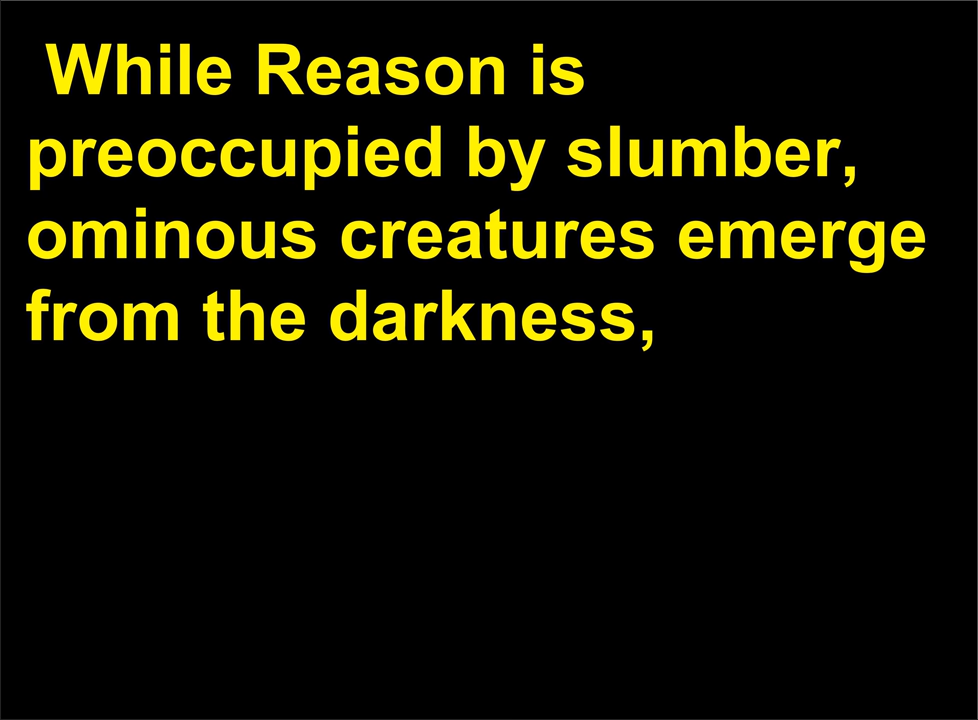 While Reason is
preoccupied by slumber,
ominous creatures emerge
from the darkness,